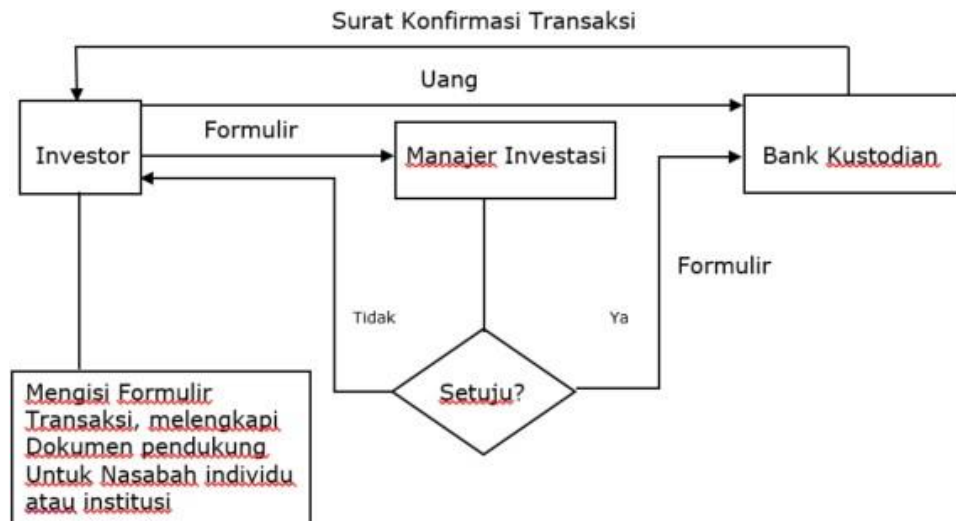 Surat Konfirmasi Transaksi
Uang
Formulir
Investor
Manajer Investasi
Bank Kustodian
Formulir
Tidak
Ya
Setuju?
Mengisi Formulir
Transaksi, melengkapi
Dokumen pendukung
Untuk Nasabah individu
atau institusi